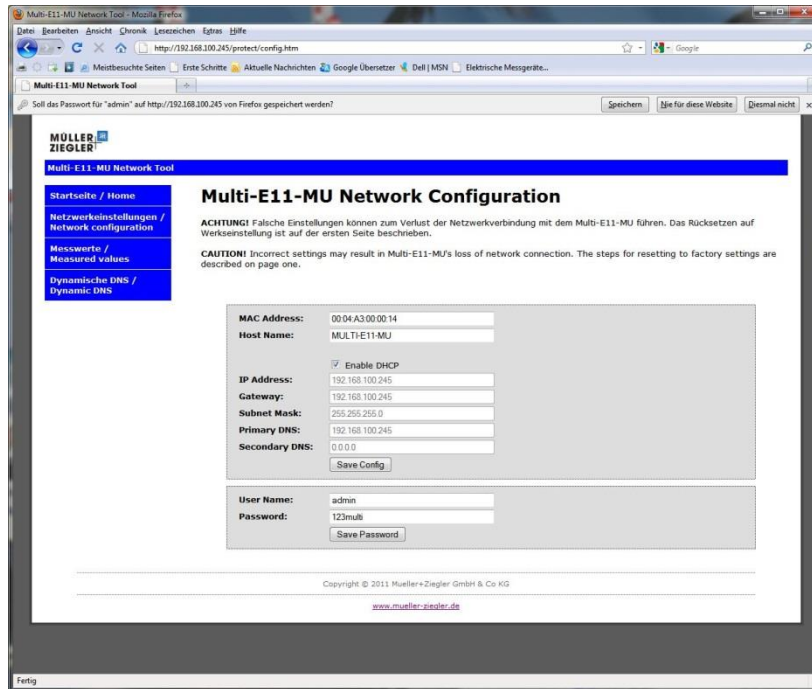 Multi-E11-MU Network Tool - Mozilla Firefox
Datei Bearbeiten Ansicht Chronik Lesezeichen Extras Hilfe
http://192.168.100.245/protect/config.htm
Google
Meistbesuchte Seiten Erste Schritte Aktuelle Nachrichten Google Übersetzer Dell | MSN Elektrische Messgeräte...
Multi-E11-MU Network Tool
Soll das Passwort für "admin" auf http://192.168.100.245 von Firefox gespeichert werden?
Speichern Nie für diese Website Diesmal nicht
MÜLLER
ZIEGLER
Multi-E11-MU Network Tool
Startseite / Home
Netzwerkeinstellungen /
Network configuration
Messwerte /
Measured values
Dynamische DNS /
Dynamic DNS
Multi-E11-MU Network Configuration
ACHTUNG! Falsche Einstellungen können zum Verlust der Netzwerkverbindung mit dem Multi-E11-MU führen. Das Rücksetzen auf
Werkseinstellung ist auf der ersten Seite beschrieben.
CAUTION! Incorrect settings may result in Multi-E11-MU's loss of network connection. The steps for resetting to factory settings are
described on page one.
MAC Address: 00:04:A3:00:00:14
Host Name: MULTI-E11-MU
Enable DHCP
IP Address: 192.168.100.245
Gateway: 192.168.100.245
Subnet Mask: 255.255.255.0
Primary DNS: 192.168.100.245
Secondary DNS: 0.0.0.0
Save Config
User Name: admin
Password: 123multi
Save Password
Copyright © 2011 Mueller+Ziegler GmbH & Co KG
www.mueller-ziegler.de
Fertig